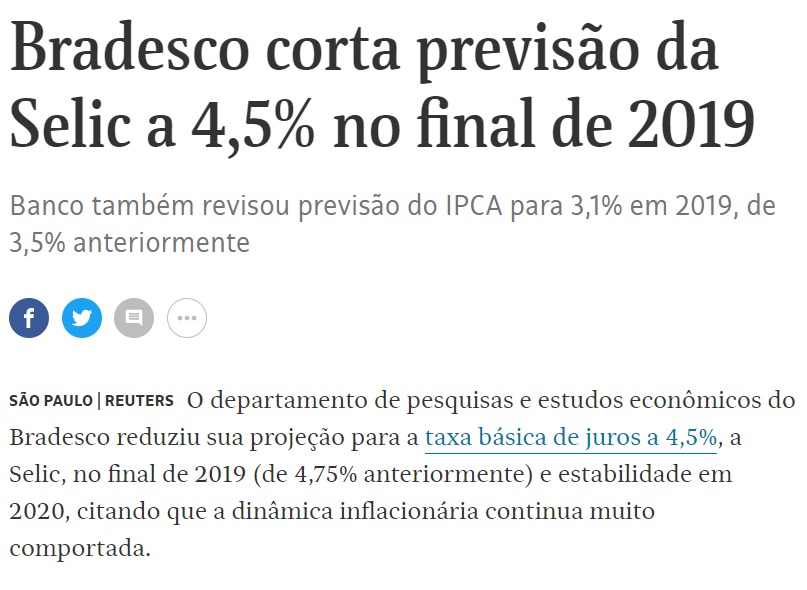 Bradesco corta previsão da
Selic a 4,5% no final de 2019
Banco também revisou previsão do IPCA para 3,1% em 2019, de
3,5% anteriormente
SÃO PAULO | REUTERS O departamento de pesquisas e estudos econômicos do
Bradesco reduziu sua projeção para a taxa básica de juros a 4,5%, a
Selic, no final de 2019 (de 4,75% anteriormente) e estabilidade em
2020, citando que a dinâmica inflacionária continua muito
comportada.